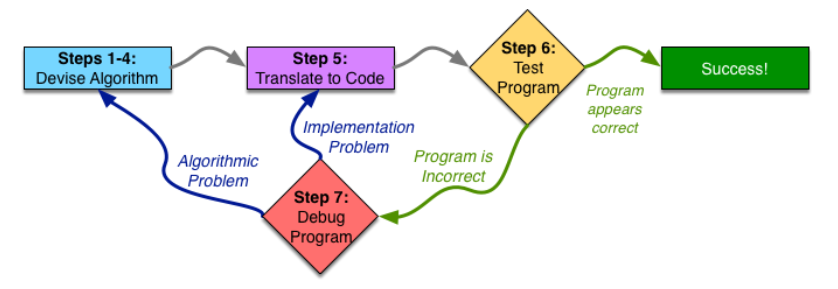 Steps 1-4:
Devise Algorithm
Step 5:
Translate to Code
Step 6:
Test
Program
Success!
Program
appears
correct
Implementation
Problem
Algorithmic
Problem
Program is
Incorrect
Step 7:
Debug
Program